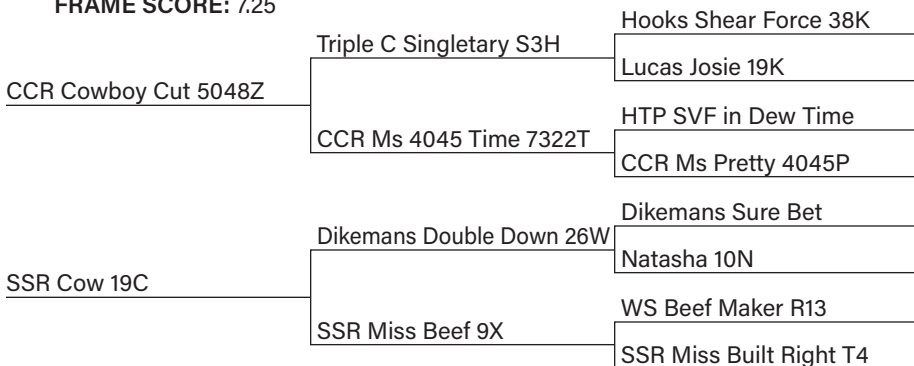 FRAME SCORE: 7.25
Hooks Shear Force 38K
Triple C Singletary S3H
Lucas Josie 19K
CCR Cowboy Cut 5048Z
HTP SVF in Dew Time
CCR Ms 4045 Time 7322T
CCR Ms Pretty 4045P
Dikemans Sure Bet
Dikemans Double Down 26W
Natasha 10N
SSR Cow 19C
WS Beef Maker R13
SSR Miss Beef 9X
SSR Miss Built Right T4